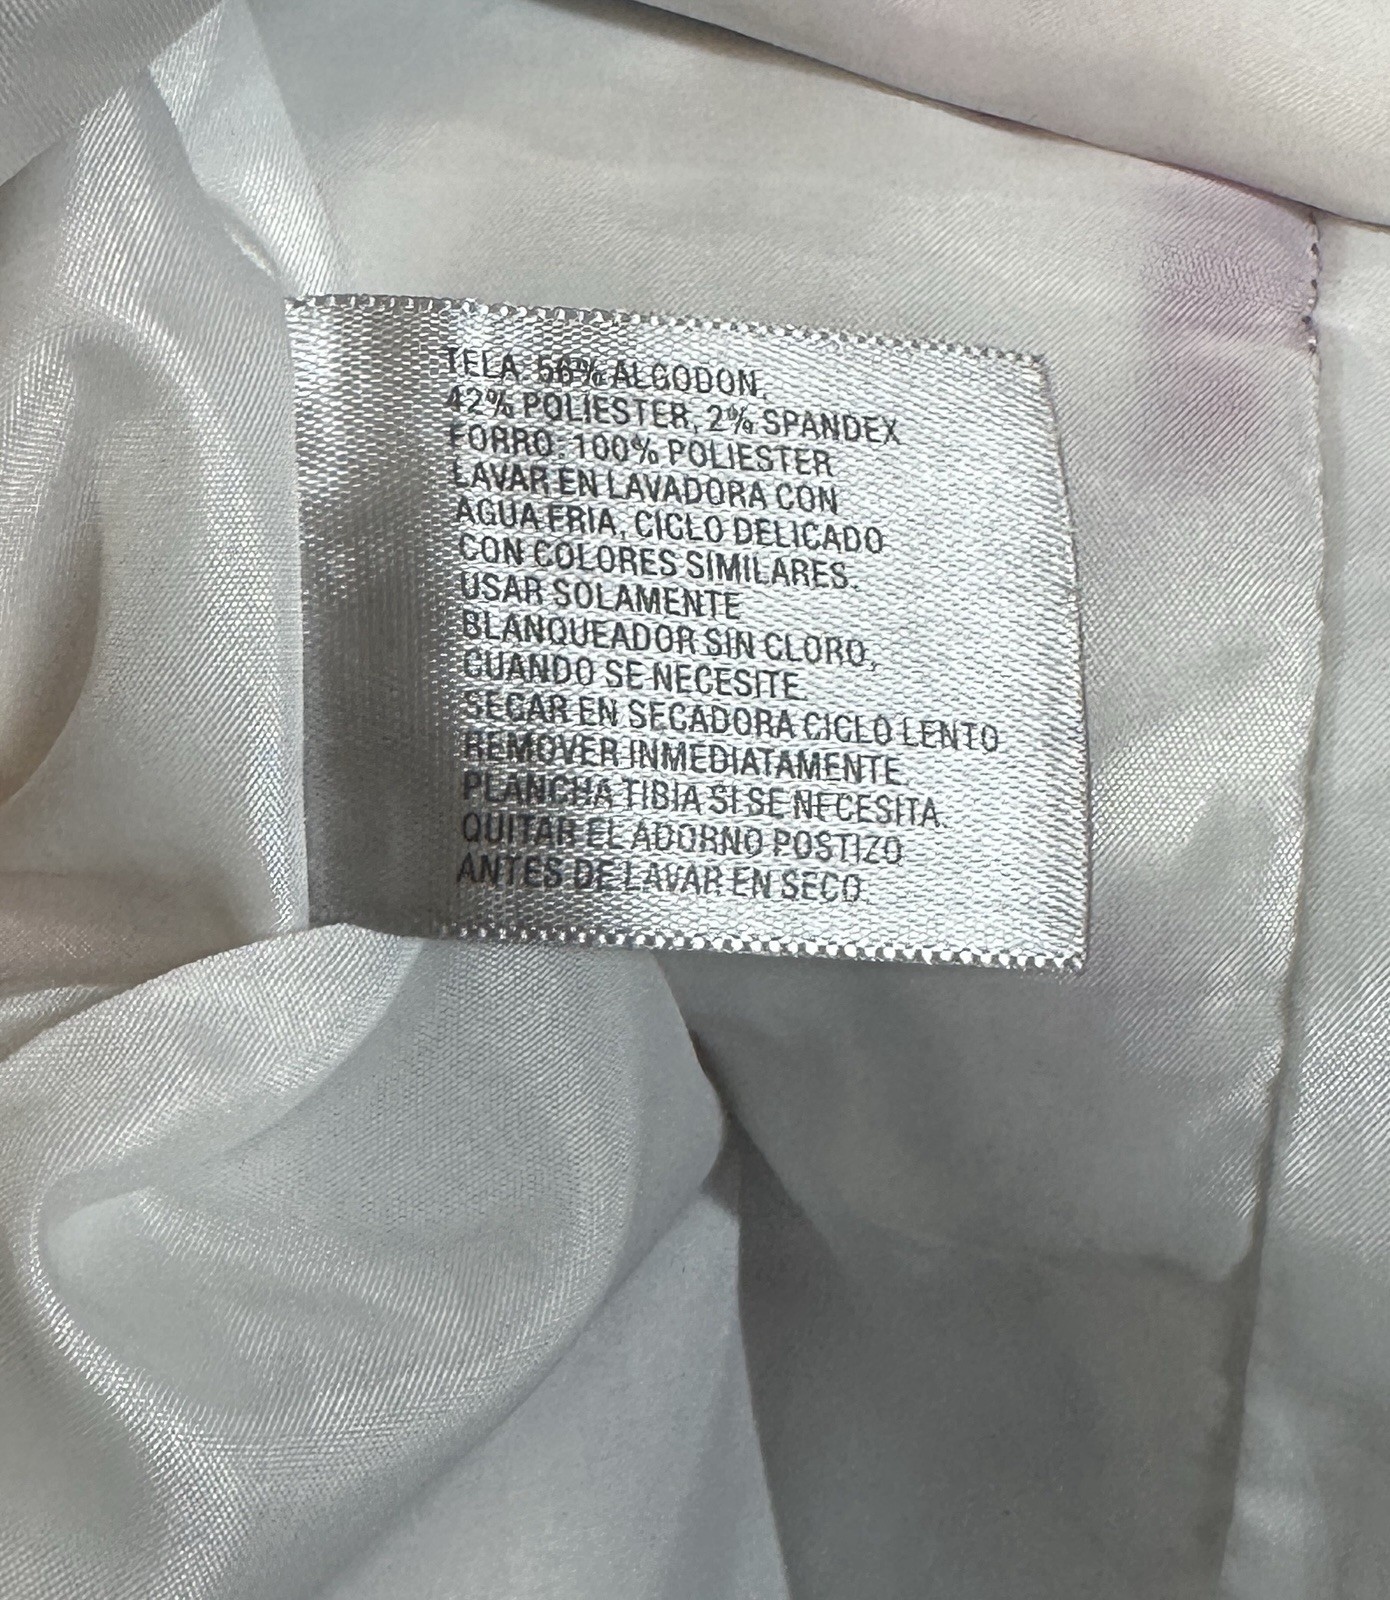 TELA: 56% ALGODON,
42% POLIESTER, 2% SPANDEX
FORRO: 100% POLIESTER
LAVAR EN LAVADORA CON
AGUA FRIA, CICLO DELICADO
CON COLORES SIMILARES.
USAR SOLAMENTE
BLANQUEADOR SIN CLORO,
CUANDO SE NECESITE
SECAR EN SECADORA CICLO LENTO
REMOVER INMEDIATAMENTE.
PLANCHA TIBIA SI SE NECESITA.
QUITAR EL ADORNO POSTIZO
ANTES DE LAVAR EN SECO.